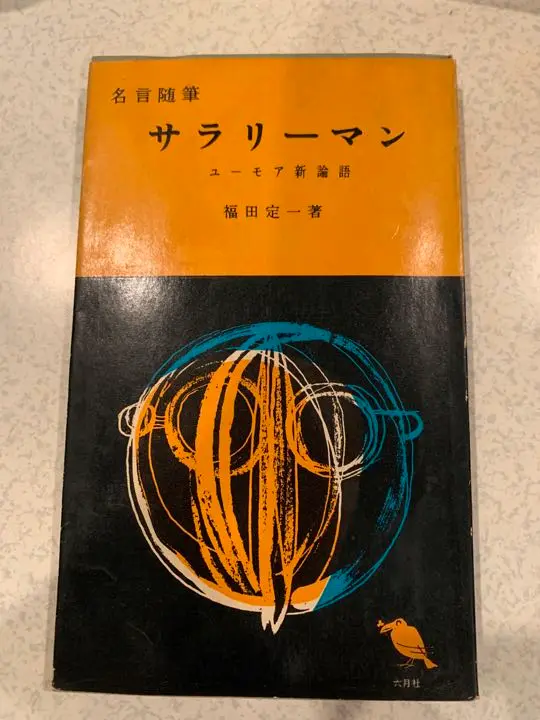 名言随筆
サラリーマン
ユーモア新論語
福田定一著
六月社